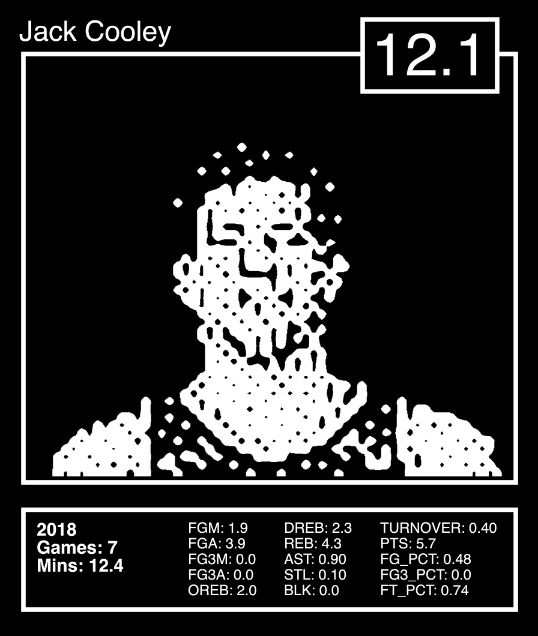 Jack Cooley
12.1
2018
Games: 7
Mins: 12.4
FGM: 1.9
FGA: 3.9
FG3M: 0.0
FG3A: 0.0
OREB: 2.0
DREB: 2.3
REB: 4.3
AST: 0.90
STL: 0.10
BLK: 0.0
TURNOVER: 0.40
PTS: 5.7
FG_PCT: 0.48
FG3_PCT: 0.0
FT_PCT: 0.74